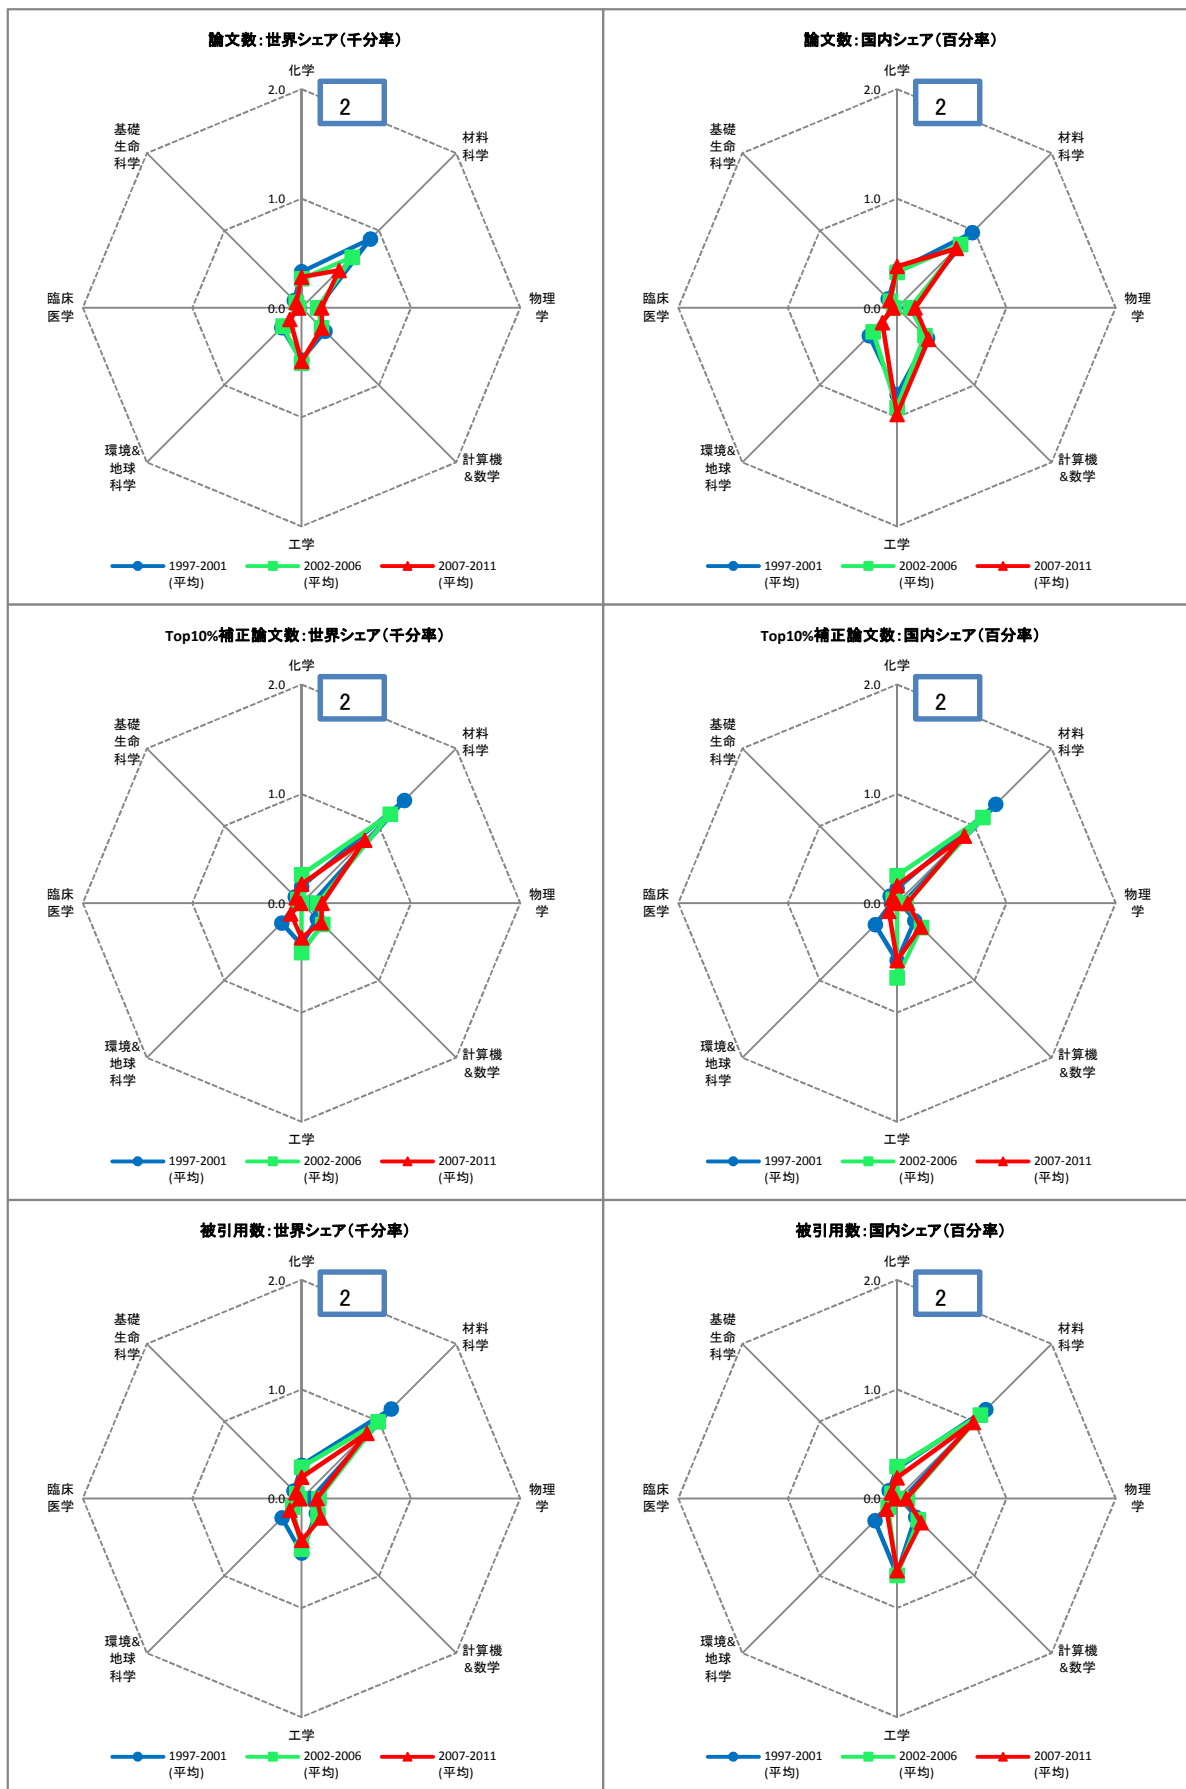 論文数：世界シェア（千分率）
化学
2.0
2
基礎
生命
科学
材料
科学
1.0
臨床
医学
0.0
物理
学
環境&
地球
科学
計算機
&数学
工学
1997-2001
(平均)
2002-2006
(平均)
2007-2011
(平均)
論文数：国内シェア（百分率）
化学
2.0
2
基礎
生命
科学
材料
科学
1.0
臨床
医学
0.0
物理
学
環境&
地球
科学
計算機
&数学
工学
1997-2001
(平均)
2002-2006
(平均)
2007-2011
(平均)
Top10%補正論文数：世界シェア（千分率）
化学
2.0
2
基礎
生命
科学
材料
科学
1.0
臨床
医学
0.0
物理
学
環境&
地球
科学
計算機
&数学
工学
1997-2001
(平均)
2002-2006
(平均)
2007-2011
(平均)
Top10%補正論文数：国内シェア（百分率）
化学
2.0
2
基礎
生命
科学
材料
科学
1.0
臨床
医学
0.0
物理
学
環境&
地球
科学
計算機
&数学
工学
1997-2001
(平均)
2002-2006
(平均)
2007-2011
(平均)
被引用数：世界シェア（千分率）
化学
2.0
2
基礎
生命
科学
材料
科学
1.0
臨床
医学
0.0
物理
学
環境&
地球
科学
計算機
&数学
工学
1997-2001
(平均)
2002-2006
(平均)
2007-2011
(平均)
被引用数：国内シェア（百分率）
化学
2.0
2
基礎
生命
科学
材料
科学
1.0
臨床
医学
0.0
物理
学
環境&
地球
科学
計算機
&数学
工学
1997-2001
(平均)
2002-2006
(平均)
2007-2011
(平均)